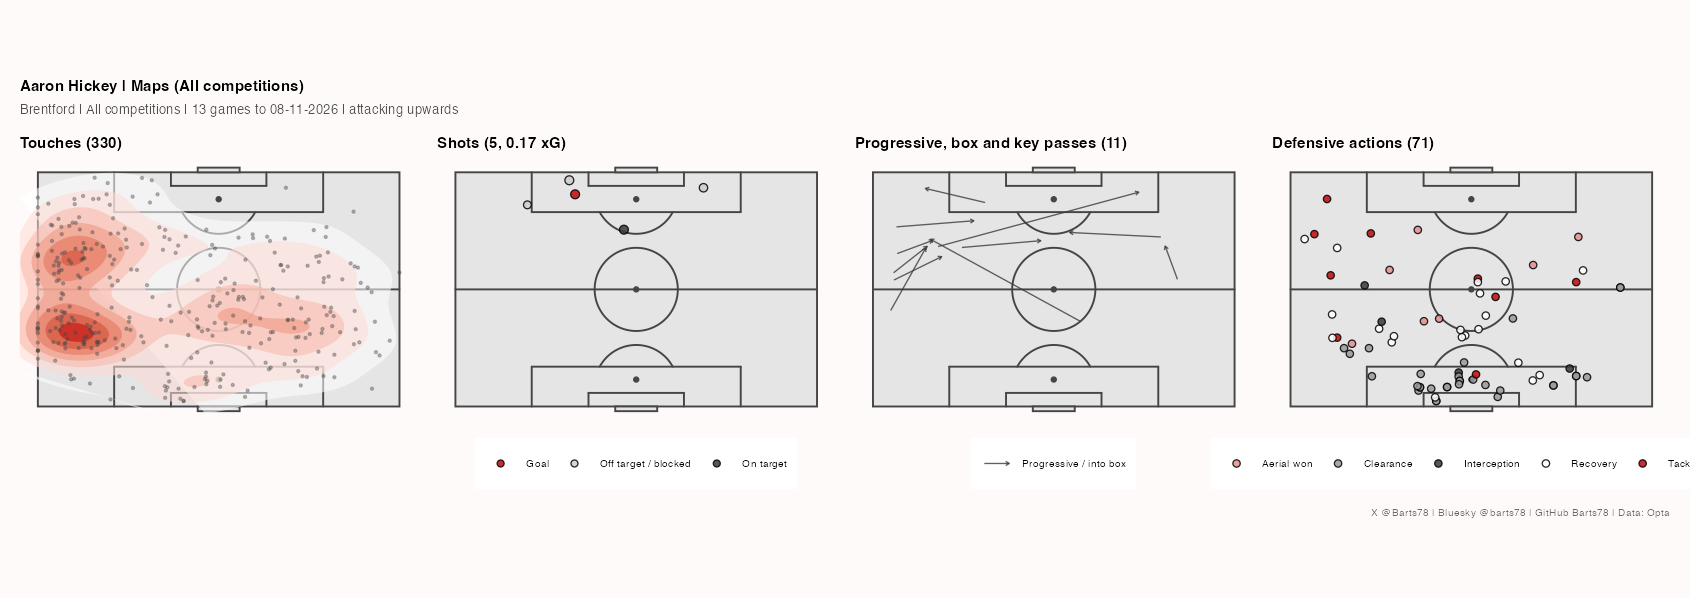 Aaron Hickey | Maps (All competitions)
Brentford | All competitions | 13 games to 08-11-2026 | attacking upwards
Touches (330)
Shots (5, 0.17 xG)
Progressive, box and key passes (11)
Defensive actions (71)
Goal
Off target / blocked
On target
Progressive / into box
Aerial won
Clearance
Interception
Recovery
Tack
X @Barts78 | Bluesky @barts78 | GitHub Barts78 | Data: Opta